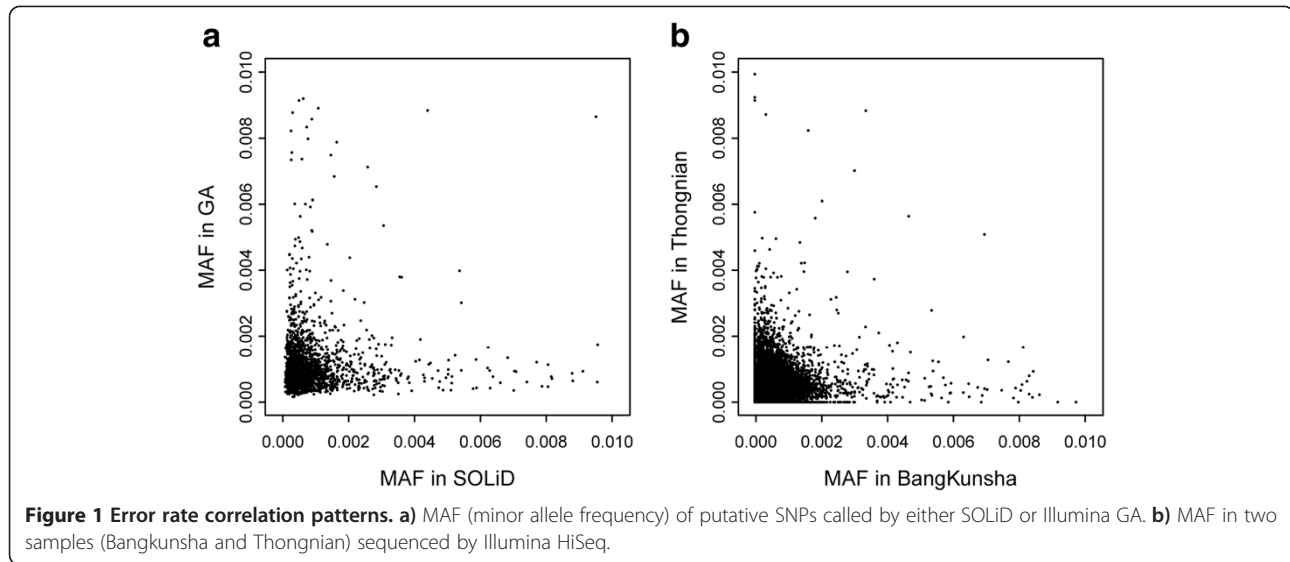 a
b
0.010
0.008
0.006
0.004
0.002
0.000
MAF in GA
0.000 0.002 0.004 0.006 0.008 0.010
MAF in SOLiD
0.010
0.008
0.006
0.004
0.002
0.000
MAF in Thongnian
0.000 0.002 0.004 0.006 0.008 0.010
MAF in BangKunsha
Figure 1 Error rate correlation patterns. a) MAF (minor allele frequency) of putative SNPs called by either SOLiD or Illumina GA. b) MAF in two
samples (Bangkunsha and Thongnian) sequenced by Illumina HiSeq.